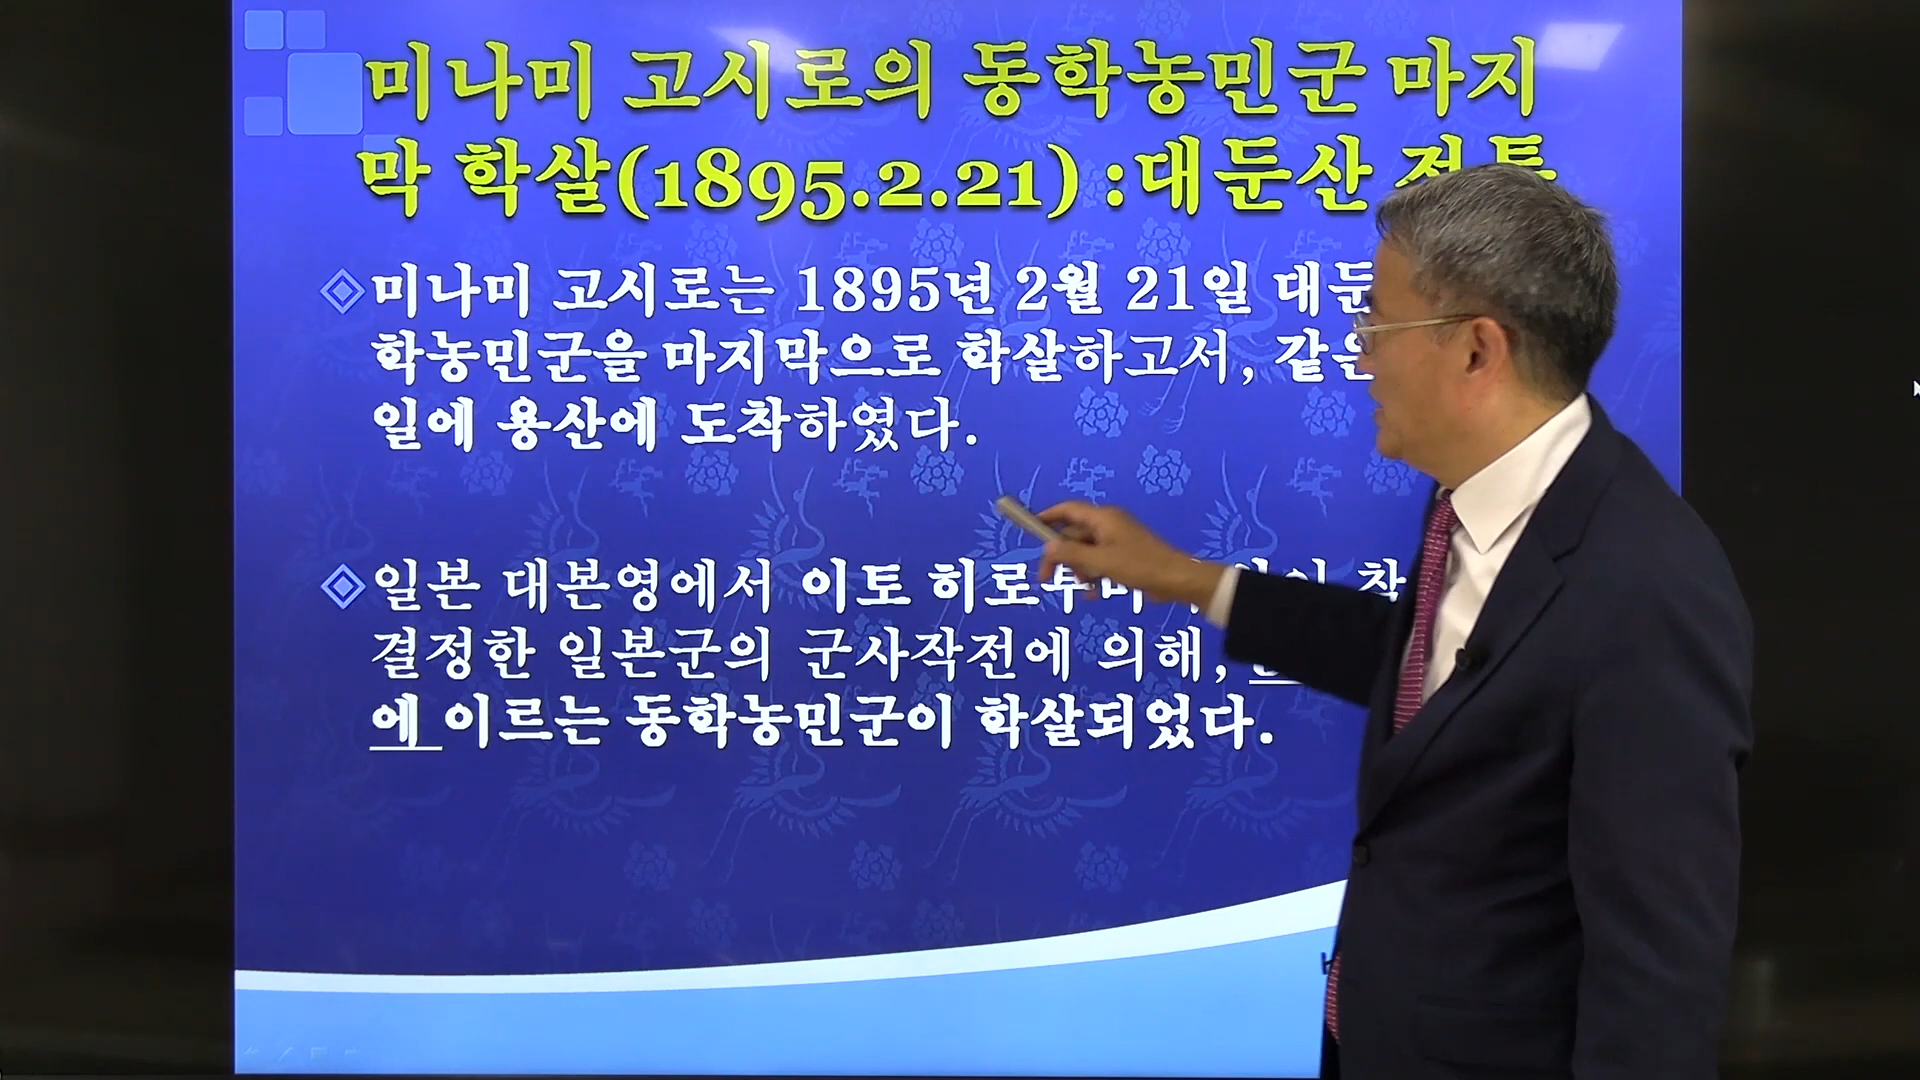 미나미 고시로의 동학농민군 마지
막 학살(1895.2.21) :대둔산
미나미 고시로는 1895년 2월 21일
학농민군을 마지막으로 학살하고서,
일에 용산에 도착하였다.
일본 대본영에서 이토 히로부미
결정한 일본군의 군사작전에 의해,
에 이르는 동학농민군이 학살되었다.